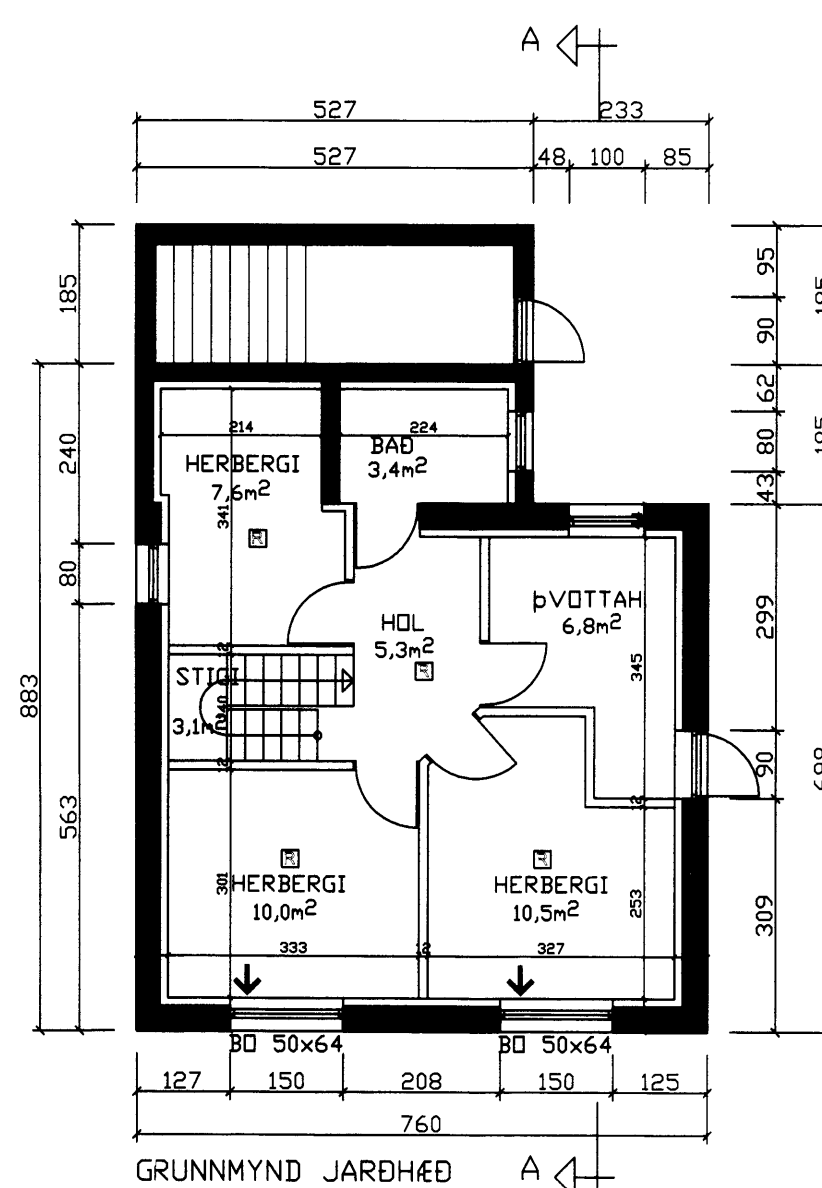 A
527
233
527
48
100
85
185
95
90
240
62
BAÐ
3,4m2
214
224
80
HERBERGI
7,6m2
341
43
80
ÞVOTTAH
6,8m2
299
HOL
5,3m2
R
R
345
12
STIGI
240
3,1m2
883
12
90
12
563
R
R
301
HERBERGI
10,0m2
HERBERGI
10,5m2
253
309
333
12
327
BO 50x64
BO 50x64
127
150
208
150
125
760
GRUNNMYND JARÐHÆÐ
A